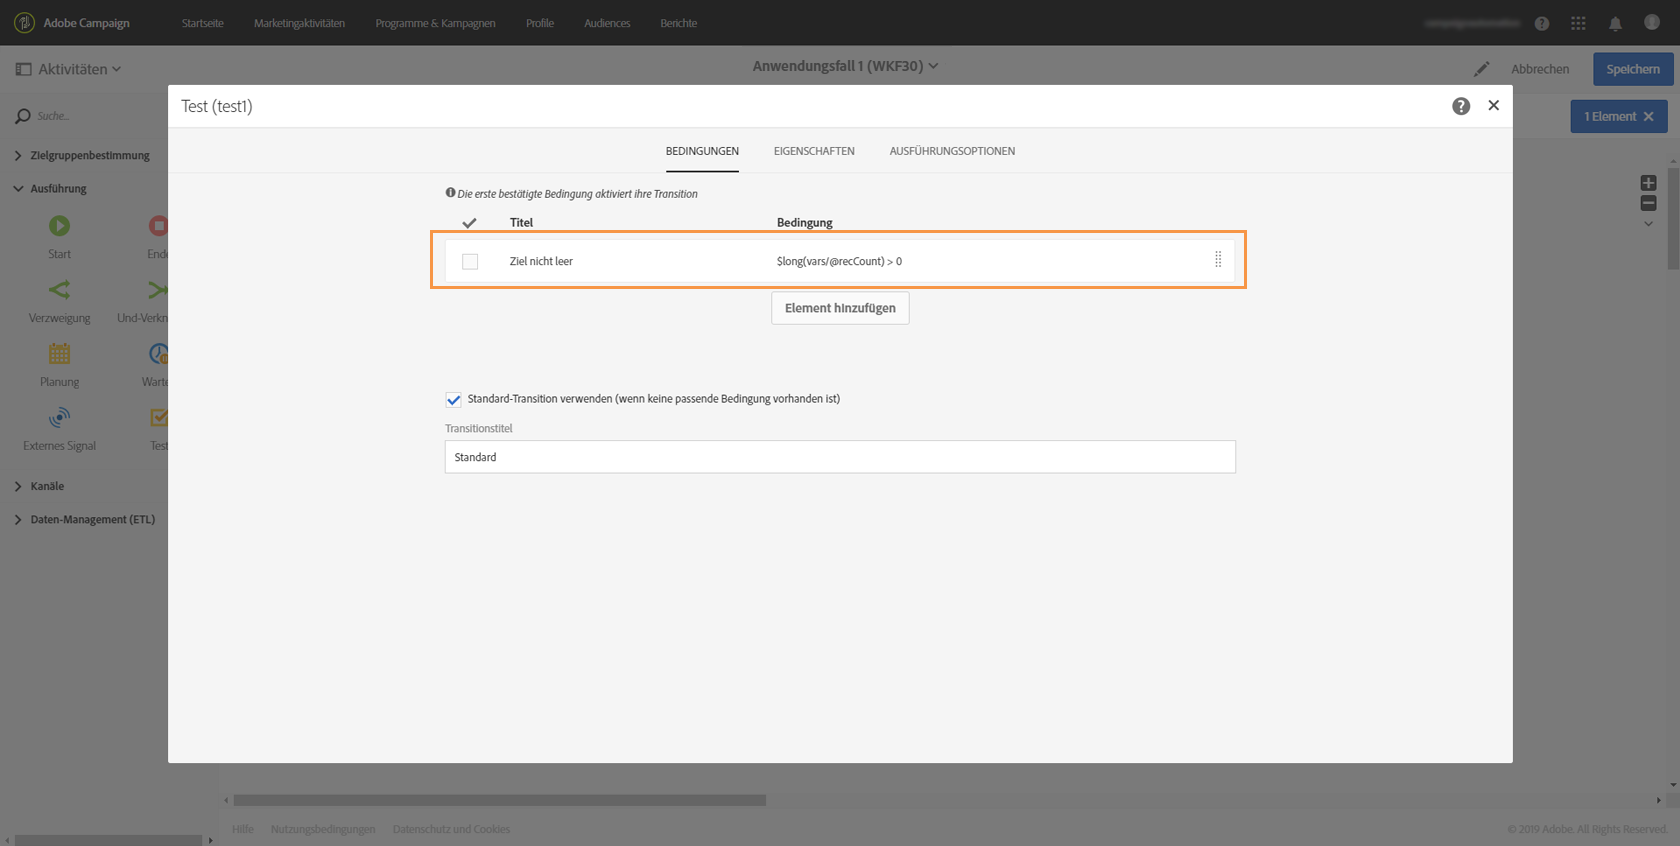 Adobe Campaign Startseite Marketingaktivitäten Programme & Kampagnen Profile Audiences Berichte
Aktivitäten
Anwendungsfall 1 (WKF30)
Abbrechen
Speichern
Test (test1)
1 Element
Suche...
Zielgruppenbestimmung
Ausführung
Start
Ende
Verzweigung
Und-Verkn
Planung
Warte
Externes Signal
Test
Kanäle
Daten-Management (ETL)
BEDINGUNGEN EIGENSCHAFTEN AUSFÜHRUNGSOPTIONEN
Die erste bestätigte Bedingung aktiviert ihre Transition
Titel Bedingung
Ziel nicht leer $long(vars/@recCount) > 0
Element hinzufügen
Standard-Transition verwenden (wenn keine passende Bedingung vorhanden ist)
Transitionstitel
Standard
Hilfe Nutzungsbedingungen Datenschutz und Cookies
© 2019 Adobe. All Rights Reserved.